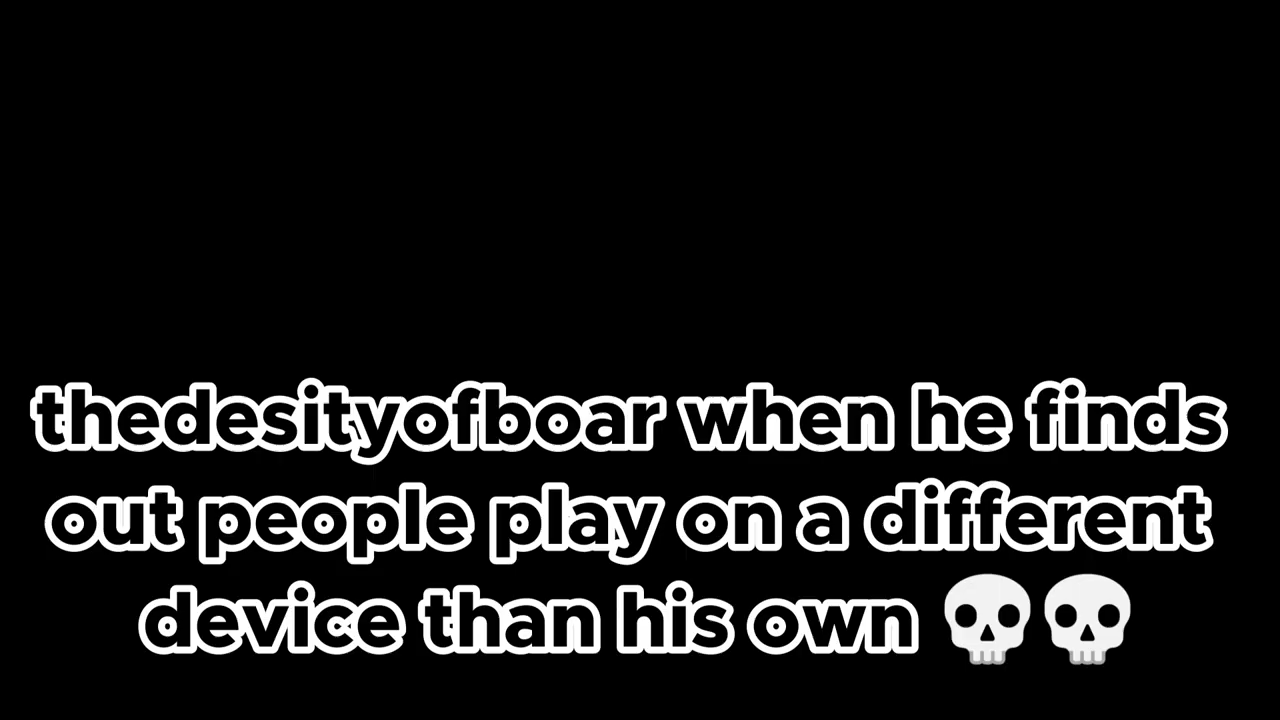 thedesityofboar when he finds
out people play on a different
device than his own 💀💀